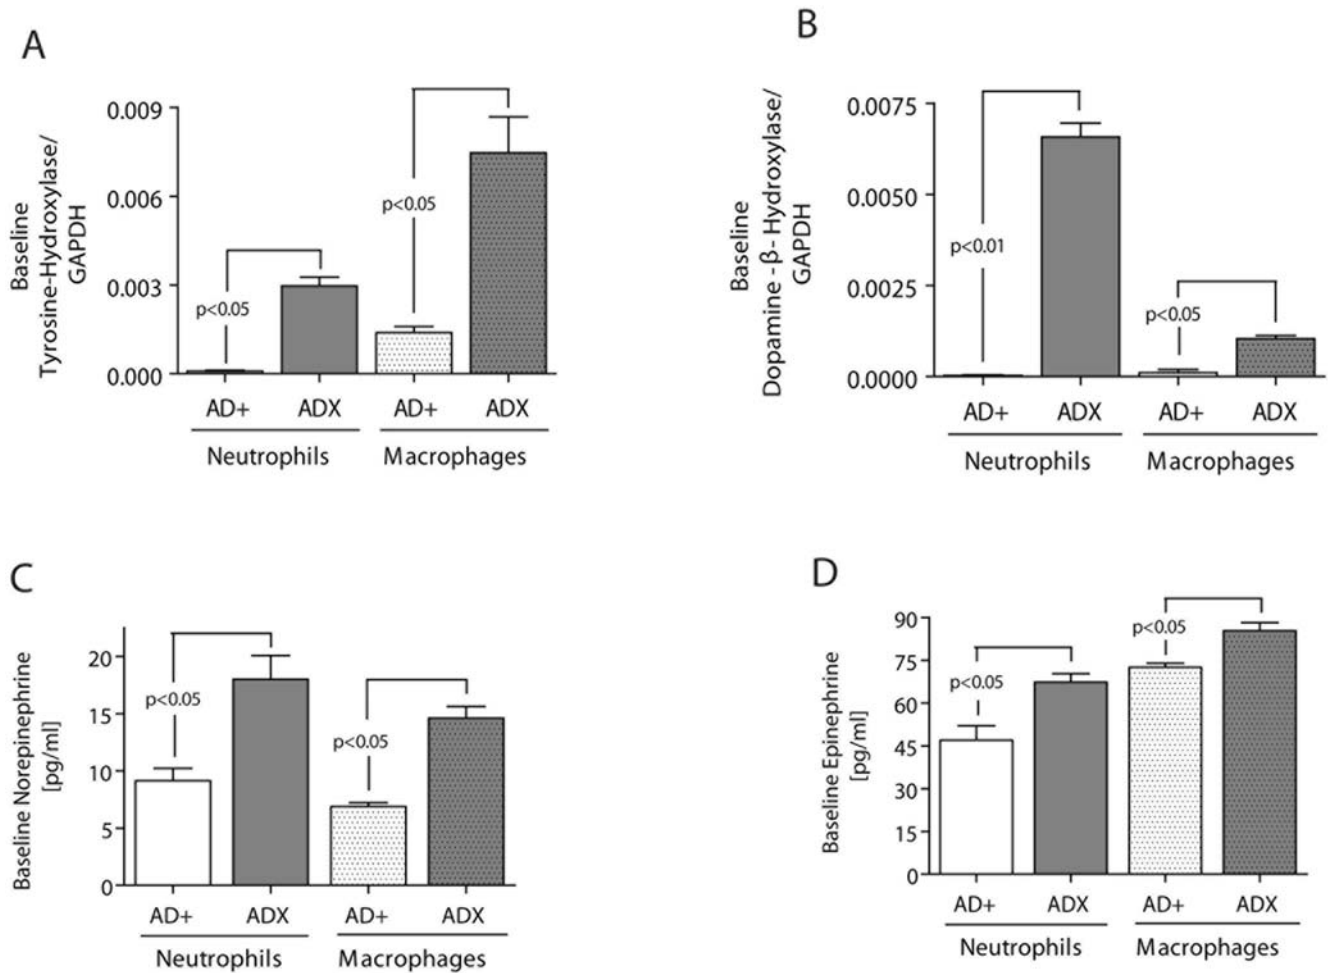 A
Baseline
Tyrosine-Hydroxylase/
GAPDH
0.009
0.006
0.003
0.000
p<0.05
p<0.05
AD+ ADX AD+ ADX
Neutrophils Macrophages
B
Baseline
Dopamine -β- Hydroxylase/
GAPDH
0.0075
0.0050
0.0025
0.0000
p<0.01
p<0.05
AD+ ADX AD+ ADX
Neutrophils Macrophages
C
Baseline Norepinephrine
[pg/ml]
20
15
10
5
0
p<0.05
p<0.05
AD+ ADX AD+ ADX
Neutrophils Macrophages
D
Baseline Epinephrine
[pg/ml]
90
75
60
45
30
15
0
p<0.05
p<0.05
AD+ ADX AD+ ADX
Neutrophils Macrophages